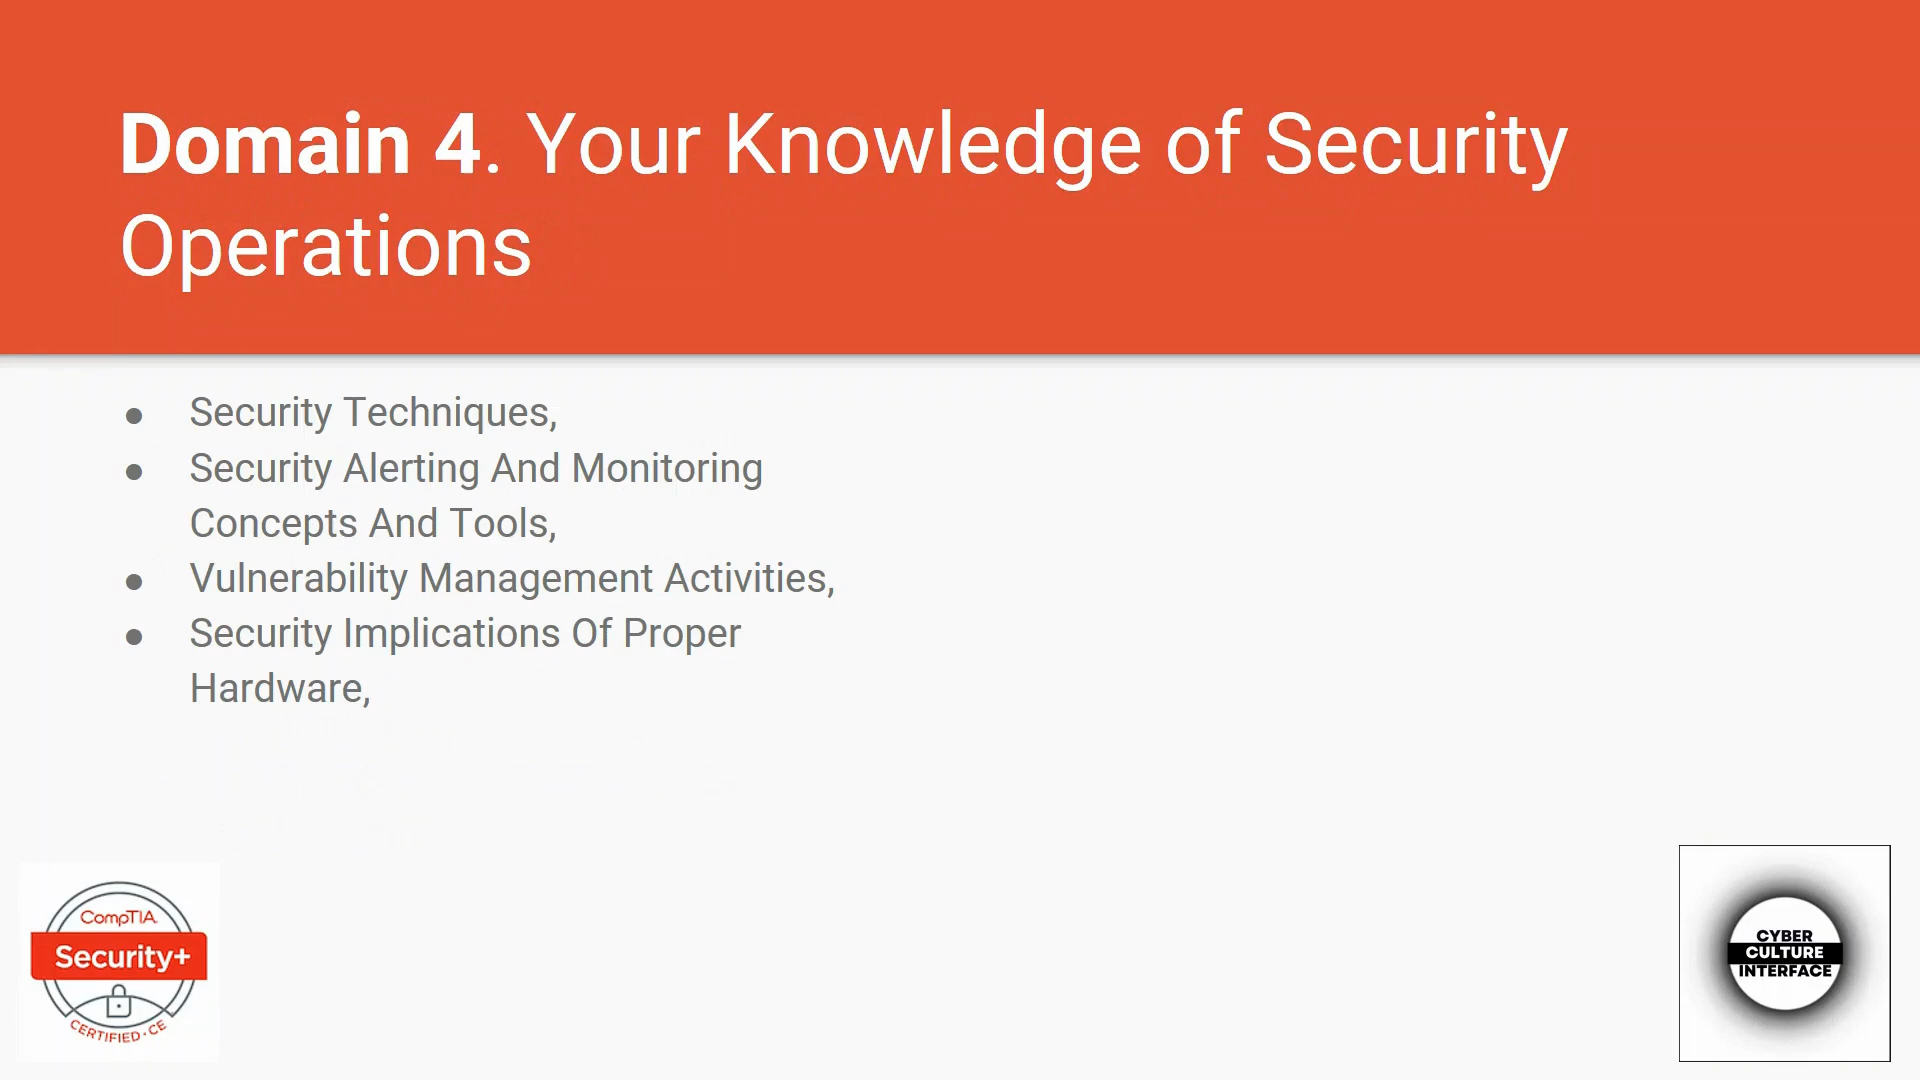 Domain 4. Your Knowledge of Security
Operations
● Security Techniques,
● Security Alerting And Monitoring
Concepts And Tools,
● Vulnerability Management Activities,
● Security Implications Of Proper
Hardware,
CompTIA.
Security+
CERTIFIED·CE
CYBER
CULTURE
INTERFACE